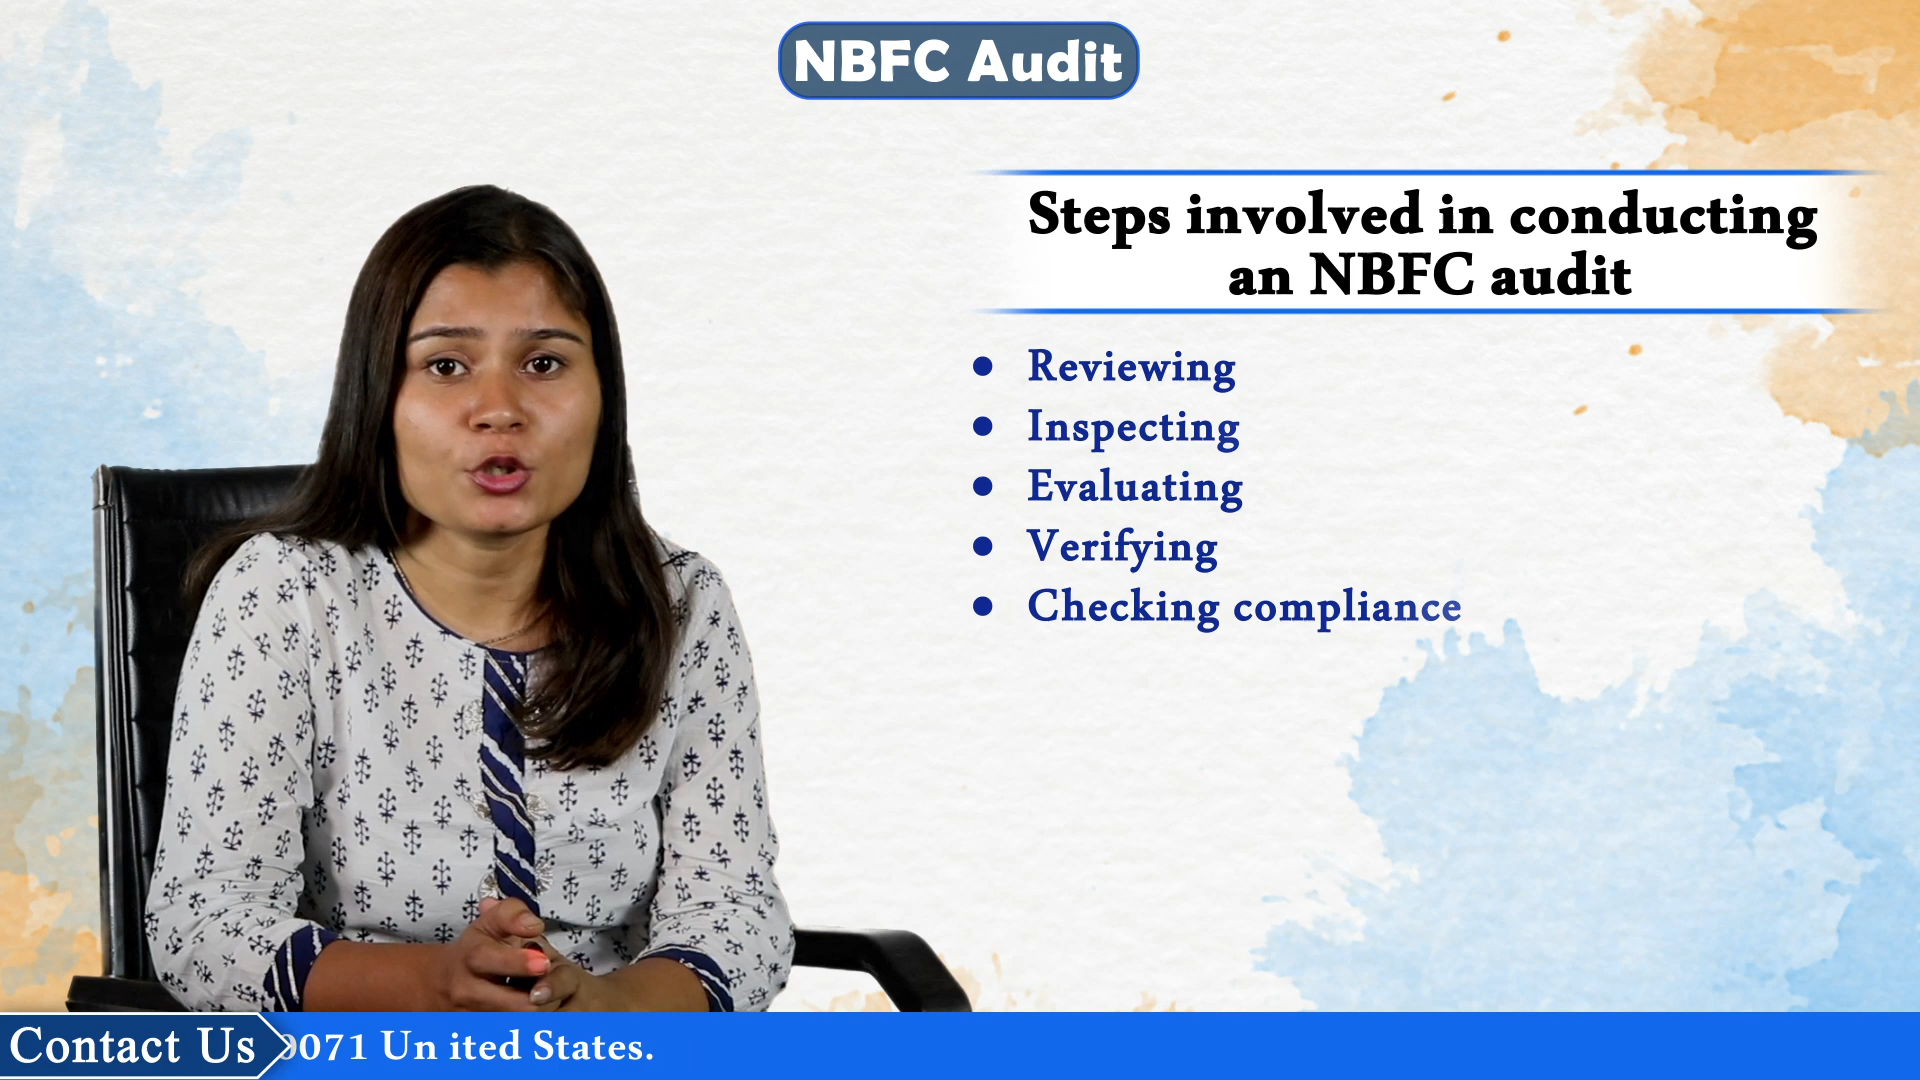 NBFC Audit
Steps involved in conducting
an NBFC audit
• Reviewing
• Inspecting
• Evaluating
• Verifying
• Checking compliance
Contact Us
0071 Un ited States.